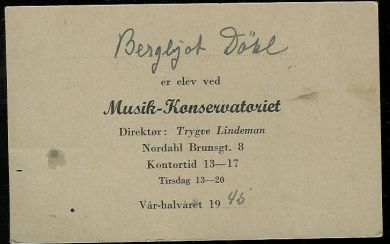 Bergljot Döhl
er elev ved
Musik-Konservatoriet
Direktør: Trygve Lindeman
Nordahl Brunsgt. 8
Kontortid 13—17
Tirsdag 13—20
Vår-halvåret 1945